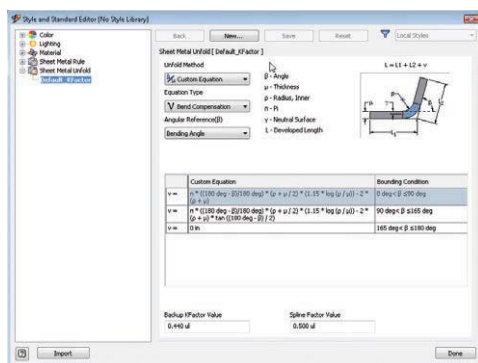 Style and Standard Editor [No Style Library]
Color
Lighting
Material
Sheet Metal Rule
Sheet Metal Unfold
Default_KFactor
Back
New...
Save
Reset
Local Styles
Sheet Metal Unfold [ Default_KFactor ]
Unfold Method
Custom Equation
Equation Type
Bend Compensation
Angular Reference(β)
Bending Angle
β - Angle
μ - Thickness
ρ - Radius, Inner
π - Pi
γ - Neutral Surface
L - Developed Length
L = L1 + L2 + ν
Custom Equation
Bounding Condition
ν =
π * ((180 deg - β)/180 deg) * (ρ + μ / 2) * (1.15 * log (ρ / μ)) - 2 * (ρ + μ)
0 deg< β ≤90 deg
ν =
π * ((180 deg - β)/180 deg) * (ρ + μ / 2) * (1.15 * log (ρ / μ)) - 2 * (ρ + μ) * tan ((180 deg - β) / 2)
90 deg< β ≤165 deg
ν =
0 in
165 deg< β ≤180 deg
Backup KFactor Value
0.440 ul
Spline Factor Value
0.500 ul
Import
Done